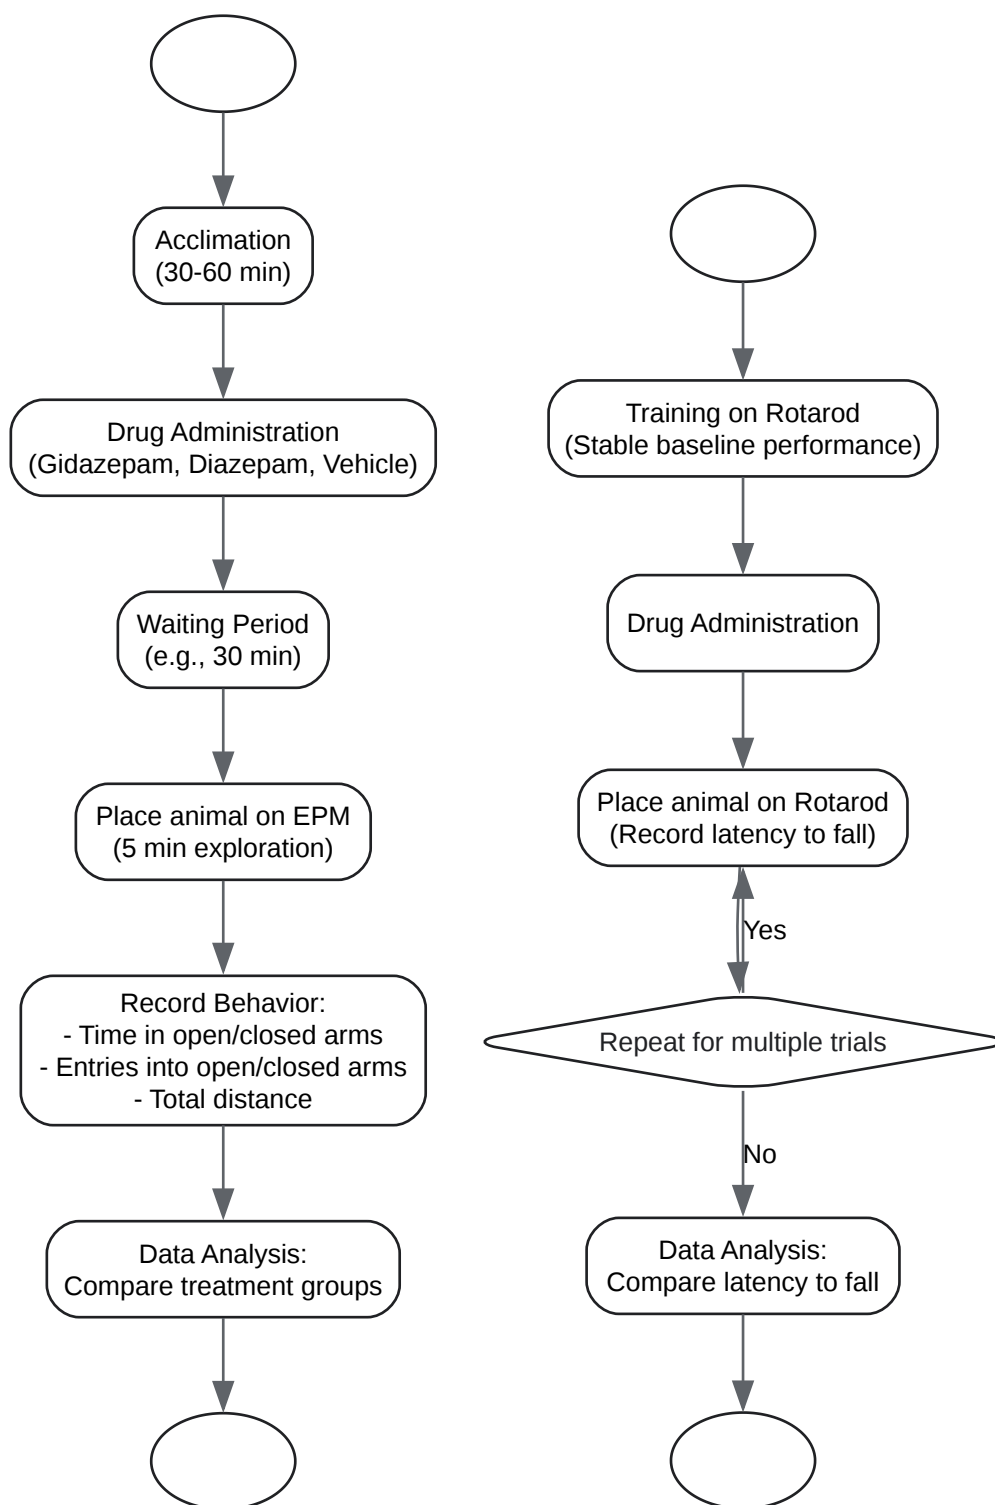 Acclimation
(30-60 min)
Drug Administration
(Gidazepam, Diazepam, Vehicle)
Waiting Period
(e.g., 30 min)
Place animal on EPM
(5 min exploration)
Record Behavior:
- Time in open/closed arms
- Entries into open/closed arms
- Total distance
Data Analysis:
Compare treatment groups
Training on Rotarod
(Stable baseline performance)
Drug Administration
Place animal on Rotarod
(Record latency to fall)
Yes
Repeat for multiple trials
No
Data Analysis:
Compare latency to fall